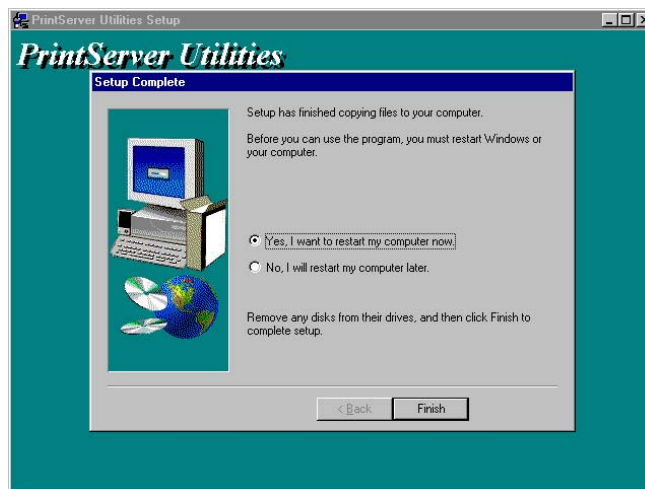 PrintServer Utilities Setup
PrintServer Utilities
Setup Complete
Setup has finished copying files to your computer.
Before you can use the program, you must restart Windows or
your computer.
Yes, I want to restart my computer now.
No, I will restart my computer later.
Remove any disks from their drives, and then click Finish to
complete setup.
< Back
Finish